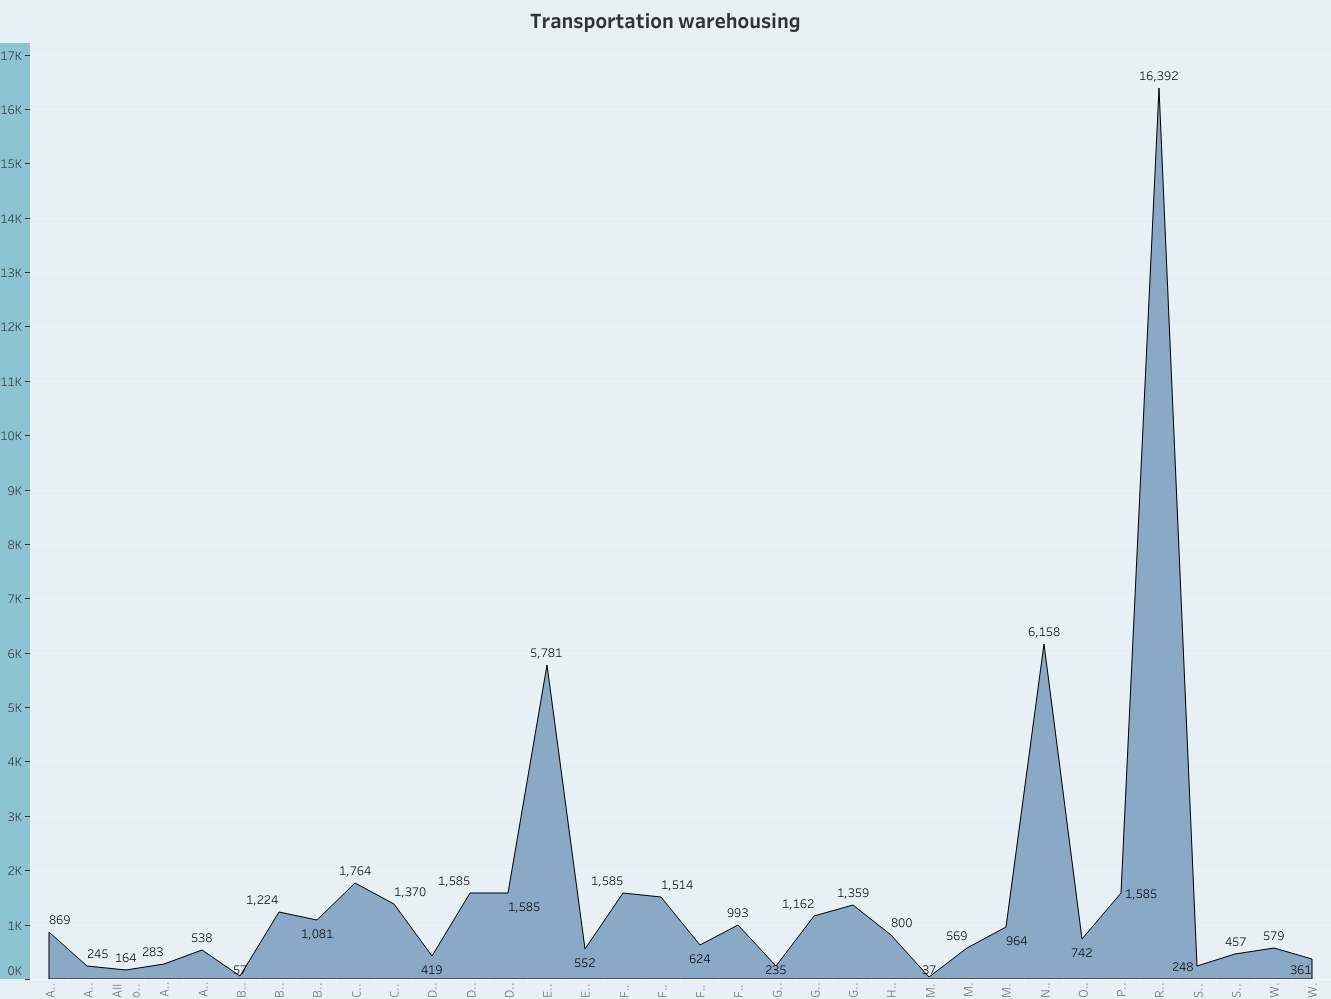 Transportation warehousing
17K
16K
15K
14K
13K
12K
11K
10K
9K
8K
7K
6K
5K
4K
3K
2K
1K
0K
869
245
164
283
538
57
1,224
1,081
1,764
1,370
419
1,585
1,585
5,781
552
1,585
1,514
624
993
235
1,162
1,359
800
37
569
964
6,158
742
1,585
16,392
248
457
579
361
A..
A..
All
o..
A..
A..
B..
B..
B..
C..
C..
D..
D..
D..
E..
E..
F..
F..
F..
F..
G..
G..
G..
H..
M.
M.
M.
N..
O..
P..
R..
S..
S..
W.
W.